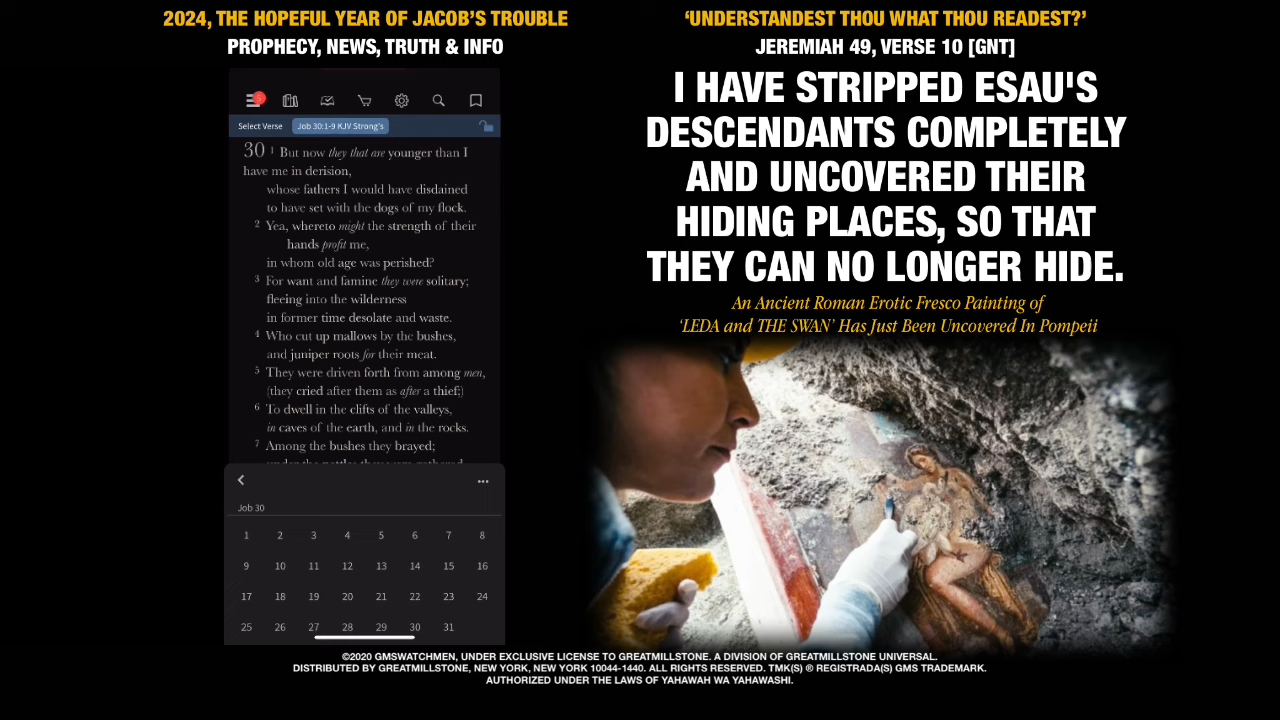 2024, THE HOPEFUL YEAR OF JACOB'S TROUBLE
PROPHECY, NEWS, TRUTH & INFO
5
Select Verse
Job 30:1-9 KJV Strong's
30 1 But now they that are younger than I
have me in derision,
whose fathers I would have disdained
to have set with the dogs of my flock.
2 Yea, whereto might the strength of their
hands profit me,
in whom old age was perished?
3 For want and famine they were solitary;
fleeing into the wilderness
in former time desolate and waste.
4 Who cut up mallows by the bushes,
and juniper roots for their meat.
5 They were driven forth from among men,
(they cried after them as after a thief;)
6 To dwell in the clifts of the valleys,
in caves of the earth, and in the rocks.
7 Among the bushes they brayed;
Job 30
1 2 3 4 5 6 7 8
9 10 11 12 13 14 15 16
17 18 19 20 21 22 23 24
25 26 27 28 29 30 31
'UNDERSTANDEST THOU WHAT THOU READEST?'
JEREMIAH 49, VERSE 10 [GNT]
I HAVE STRIPPED ESAU'S
DESCENDANTS COMPLETELY
AND UNCOVERED THEIR
HIDING PLACES, SO THAT
THEY CAN NO LONGER HIDE.
An Ancient Roman Erotic Fresco Painting of
'LEDA and THE SWAN' Has Just Been Uncovered In Pompeii
©2020 GMSWATCHMEN, UNDER EXCLUSIVE LICENSE TO GREATMILLSTONE. A DIVISION OF GREATMILLSTONE UNIVERSAL.
DISTRIBUTED BY GREATMILLSTONE, NEW YORK, NEW YORK 10044-1440. ALL RIGHTS RESERVED. TMK(S) ® REGISTRADA(S) GMS TRADEMARK.
AUTHORIZED UNDER THE LAWS OF YAHAWAH WA YAHAWASHI.